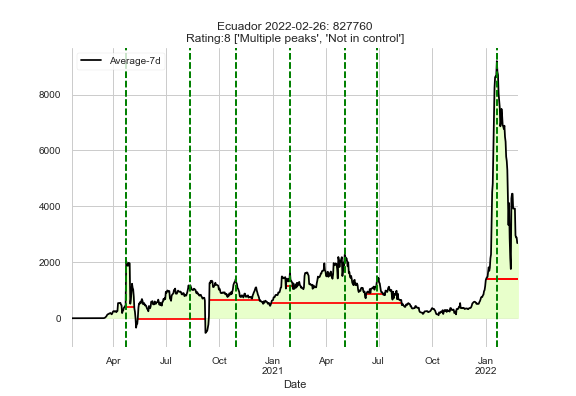 Ecuador 2022-02-26: 827760
Rating:8 ['Multiple peaks', 'Not in control']
Average-7d
8000
6000
4000
2000
0
Apr
Jul
Oct
Jan
2021
Apr
Jul
Oct
Jan
2022
Date